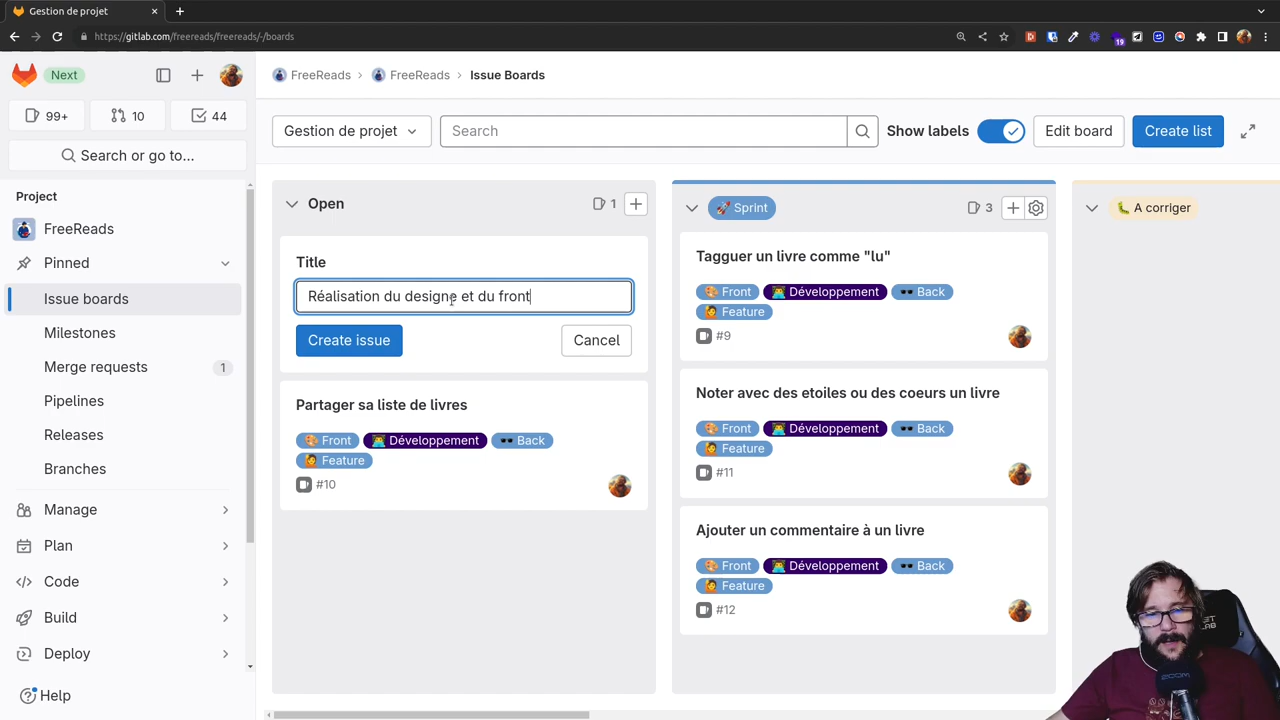 Gestion de projet
https://gitlab.com/freereads/freereads/-/boards
19
Next
FreeReads
FreeReads
Issue Boards
99+
10
44
Gestion de projet
Search
Show labels
Edit board
Create list
Search or go to...
Project
FreeReads
Pinned
Issue boards
Milestones
Merge requests
1
Pipelines
Releases
Branches
Manage
Plan
Code
Build
Deploy
Help
Open
1
Title
Réalisation du designe et du front
Create issue
Cancel
Partager sa liste de livres
Front
Développement
Back
Feature
#10
Sprint
3
Tagguer un livre comme "lu"
Front
Développement
Back
Feature
#9
Noter avec des etoiles ou des coeurs un livre
Front
Développement
Back
Feature
#11
Ajouter un commentaire à un livre
Front
Développement
Back
Feature
#12
A corriger